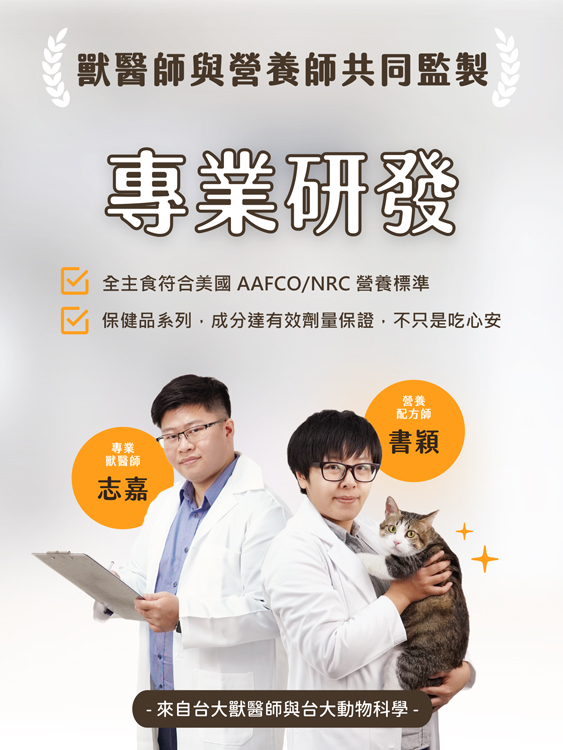 獸醫師與營養師共同監製
專業研發
全主食符合美國 AAFCO/NRC 營養標準
保健品系列，成分達有效劑量保證，不只是吃心安
專業
獸醫師
志嘉
營養
配方師
書穎
- 來自台大獸醫師與台大動物科學 -